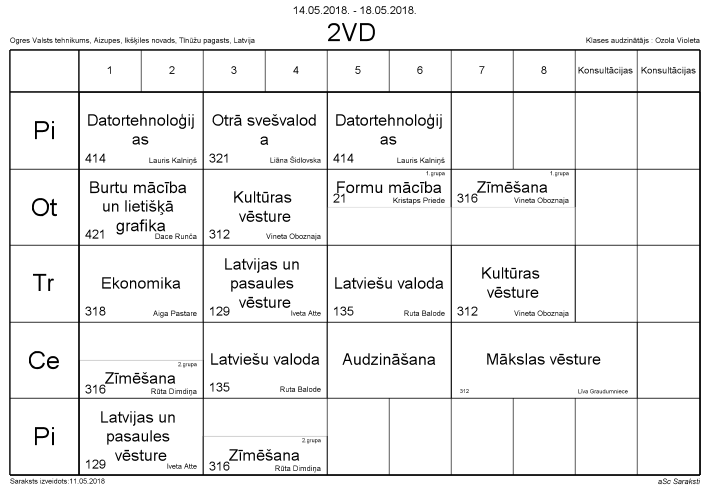 14.05.2018. - 18.05.2018.
Ogres Valsts tehnikums, Aizupes, Ikšķiles novads, Tīnūžu pagasts, Latvija
2VD
Klases audzinātājs : Ozola Violeta
1 2 3 4 5 6 7 8 Konsultācijas Konsultācijas
Pi
Datortehnoloģij
as
414 Lauris Kalniņš
Otrā svešvalod
a
321 Liāna Šidlovska
Datortehnoloģij
as
414 Lauris Kalniņš
Ot
Burtu mācība
un lietišķā
grafika
421 Dace Runča
Kultūras
vēsture
312 Vineta Oboznaja
1.grupa
Formu mācība
21 Kristaps Priede
1.grupa
Zīmēšana
316 Vineta Oboznaja
Tr
Ekonomika
318 Aiga Pastare
Latvijas un
pasaules
vēsture
129 Iveta Atte
Latviešu valoda
135 Ruta Balode
Kultūras
vēsture
312 Vineta Oboznaja
Ce
2.grupa
Zīmēšana
316 Rūta Dimdiņa
Latviešu valoda
135 Ruta Balode
Audzināšana
Mākslas vēsture
312 Līva Graudumniece
Pi
Latvijas un
pasaules
vēsture
129 Iveta Atte
2.grupa
Zīmēšana
316 Rūta Dimdiņa
Saraksts izveidots:11.05.2018
aSc Saraksti